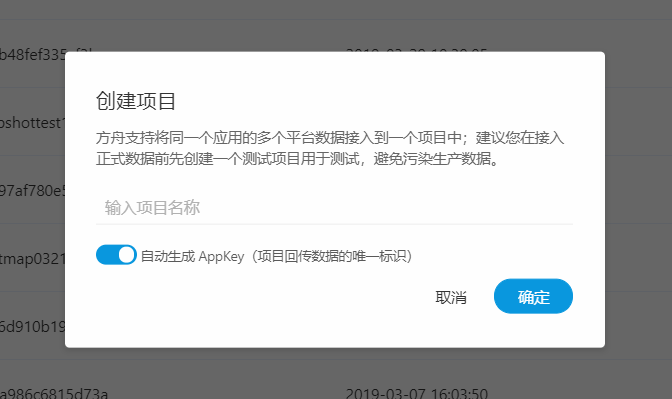 创建项目
方舟支持将同一个应用的多个平台数据接入到一个项目中；建议您在接入
正式数据前先创建一个测试项目用于测试，避免污染生产数据。
输入项目名称
自动生成 AppKey（项目回传数据的唯一标识）
取消 确定
97af780e5
tmap0321
6d910b19
a986c6815d73a 2019-03-07 16:03:50